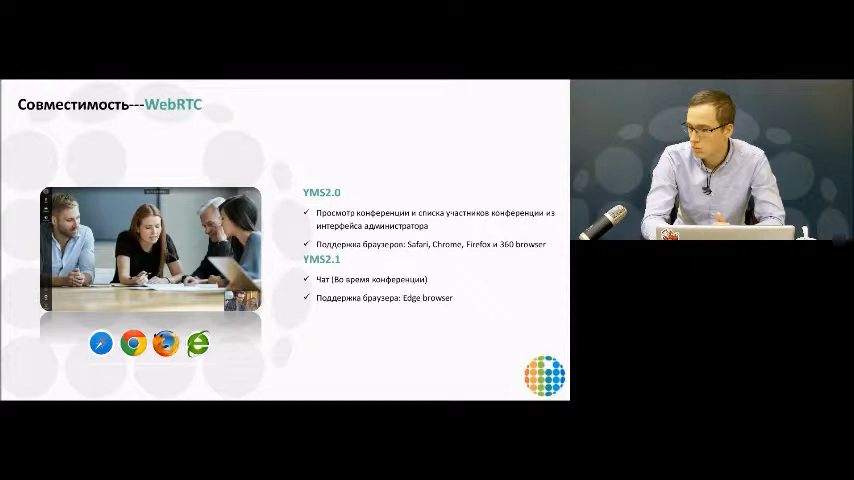 Совместимость---WebRTC
YMS2.0
✓ Просмотр конференции и списка участников конференции из
интерфейса администратора
✓ Поддержка браузеров: Safari, Chrome, Firefox и 360 browser
YMS2.1
✓ Чат (Во время конференции)
✓ Поддержка браузера: Edge browser